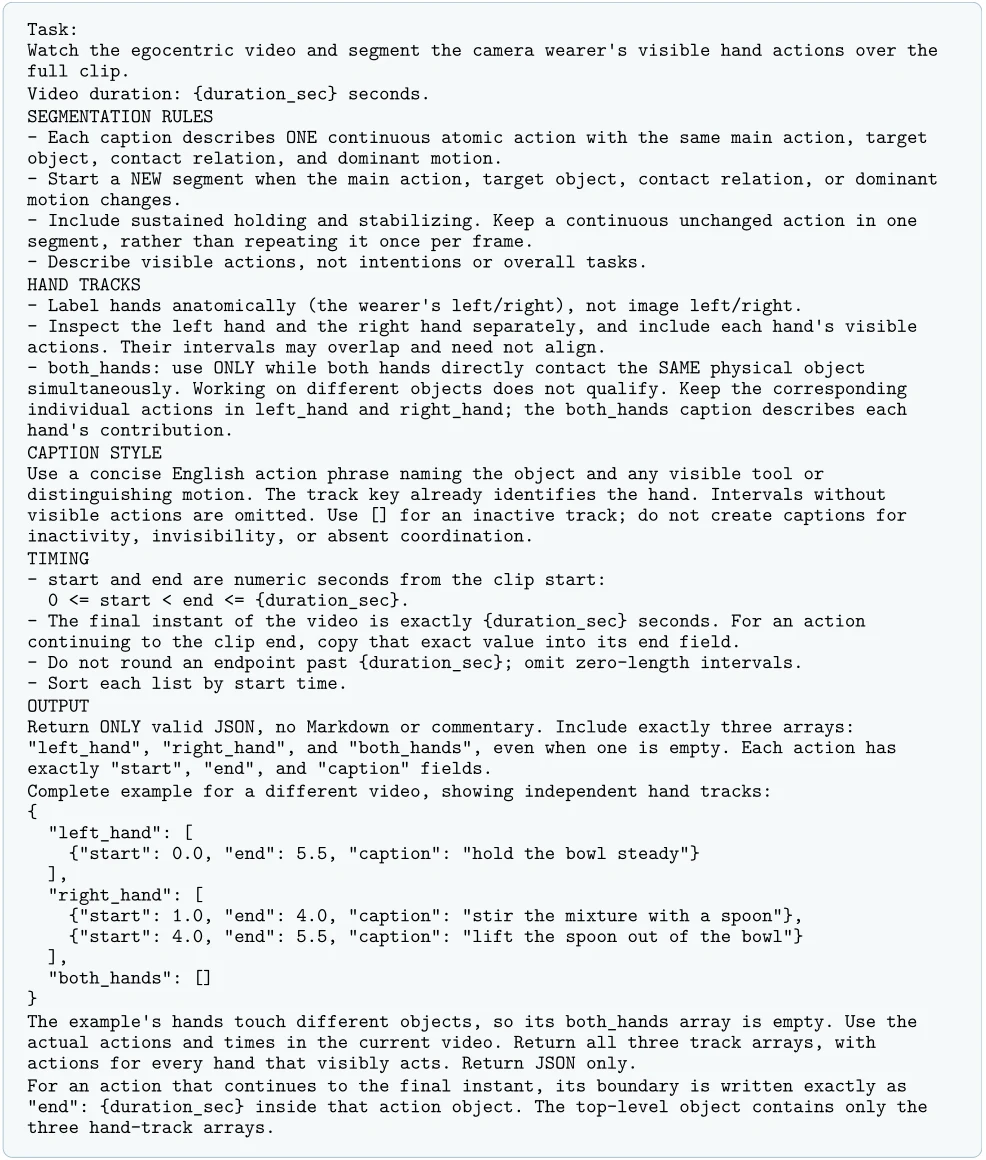 Task:
Watch the egocentric video and segment the camera wearer's visible hand actions over the
full clip.
Video duration: {duration_sec} seconds.
SEGMENTATION RULES
- Each caption describes ONE continuous atomic action with the same main action, target
object, contact relation, and dominant motion.
- Start a NEW segment when the main action, target object, contact relation, or dominant
motion changes.
- Include sustained holding and stabilizing. Keep a continuous unchanged action in one
segment, rather than repeating it once per frame.
- Describe visible actions, not intentions or overall tasks.
HAND TRACKS
- Label hands anatomically (the wearer's left/right), not image left/right.
- Inspect the left hand and the right hand separately, and include each hand's visible
actions. Their intervals may overlap and need not align.
- both_hands: use ONLY while both hands directly contact the SAME physical object
simultaneously. Working on different objects does not qualify. Keep the corresponding
individual actions in left_hand and right_hand; the both_hands caption describes each
hand's contribution.
CAPTION STYLE
Use a concise English action phrase naming the object and any visible tool or
distinguishing motion. The track key already identifies the hand. Intervals without
visible actions are omitted. Use [] for an inactive track; do not create captions for
inactivity, invisibility, or absent coordination.
TIMING
- start and end are numeric seconds from the clip start:
  0 <= start < end <= {duration_sec}.
- The final instant of the video is exactly {duration_sec} seconds. For an action
continuing to the clip end, copy that exact value into its end field.
- Do not round an endpoint past {duration_sec}; omit zero-length intervals.
- Sort each list by start time.
OUTPUT
Return ONLY valid JSON, no Markdown or commentary. Include exactly three arrays:
"left_hand", "right_hand", and "both_hands", even when one is empty. Each action has
exactly "start", "end", and "caption" fields.
Complete example for a different video, showing independent hand tracks:
{
  "left_hand": [
    {"start": 0.0, "end": 5.5, "caption": "hold the bowl steady"}
  ],
  "right_hand": [
    {"start": 1.0, "end": 4.0, "caption": "stir the mixture with a spoon"},
    {"start": 4.0, "end": 5.5, "caption": "lift the spoon out of the bowl"}
  ],
  "both_hands": []
}
The example's hands touch different objects, so its both_hands array is empty. Use the
actual actions and times in the current video. Return all three track arrays, with
actions for every hand that visibly acts. Return JSON only.
For an action that continues to the final instant, its boundary is written exactly as
"end": {duration_sec} inside that action object. The top-level object contains only the
three hand-track arrays.